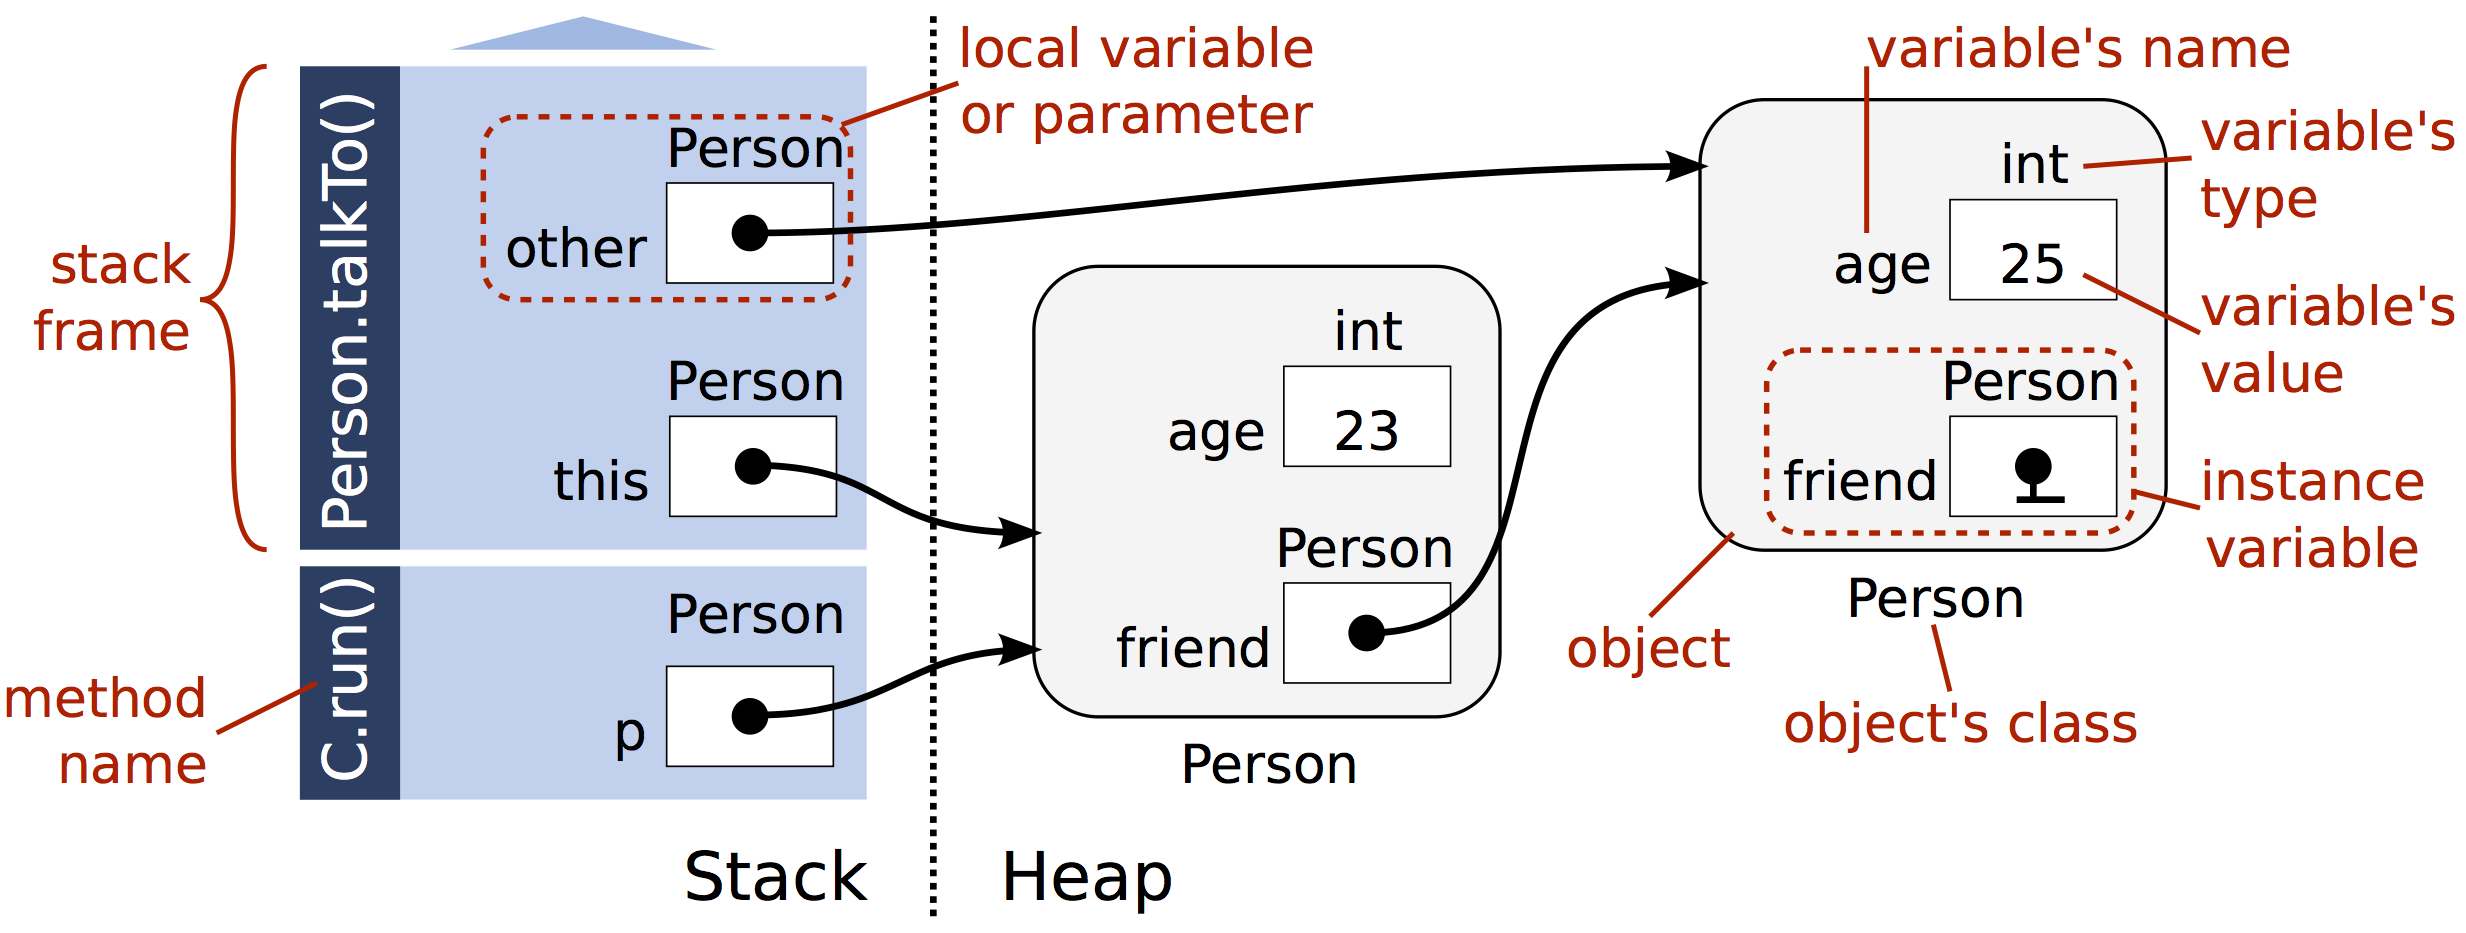 local variable
or parameter
variable's name
variable's
type
stack
frame
Person.talkTo()
Person
other
Person
this
method
name
C.run()
Person
p
int
age 23
Person
friend
Person
int
age 25
variable's
value
Person
friend
instance
variable
Person
object
object's class
Stack
Heap